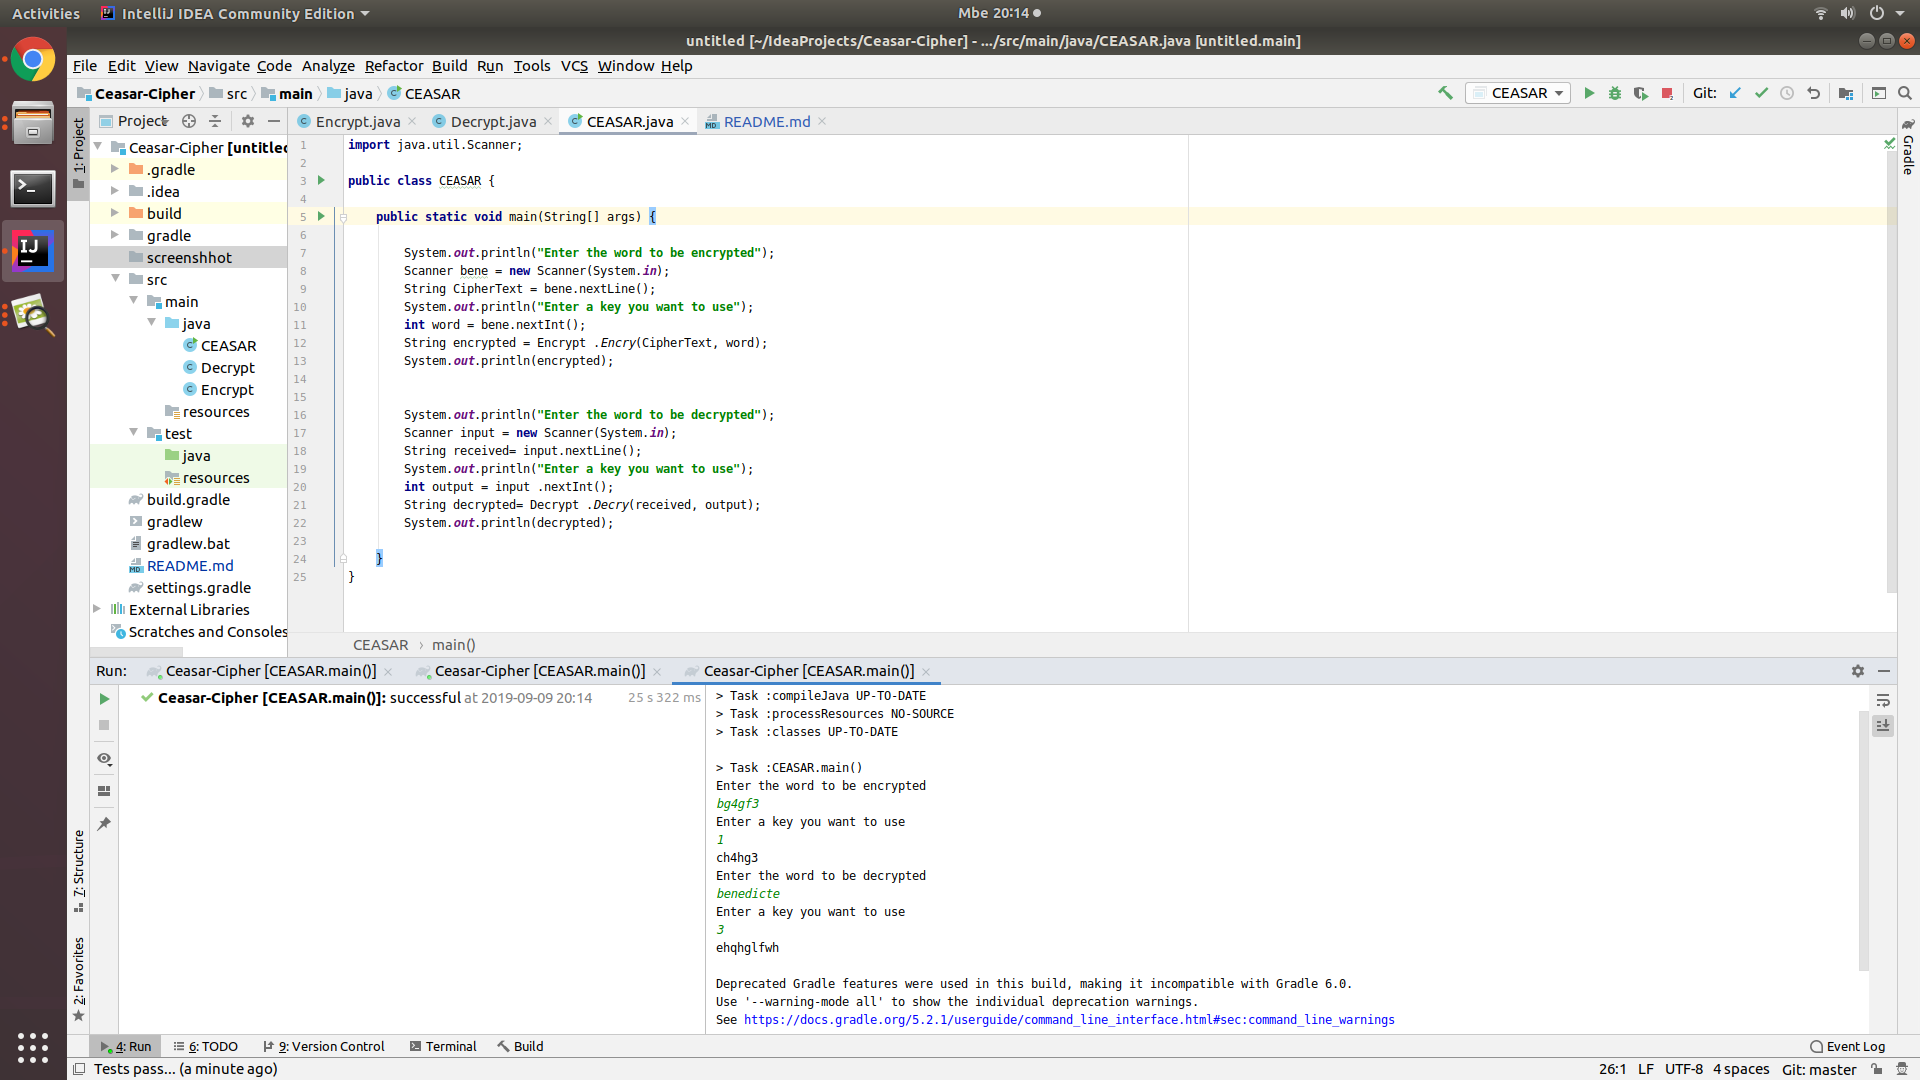 Activities IntelliJ IDEA Community Edition Mbe 20:14
untitled [~/IdeaProjects/Ceasar-Cipher] - .../src/main/java/CEASAR.java [untitled.main]
File Edit View Navigate Code Analyze Refactor Build Run Tools VCS Window Help
Ceasar-Cipher src main java CEASAR CEASAR Git:
1: Project
Project
Encrypt.java Decrypt.java CEASAR.java README.md
Gradle
Ceasar-Cipher [untitled
.gradle
.idea
build
gradle
screenshhot
src
main
java
CEASAR
Decrypt
Encrypt
resources
test
java
resources
build.gradle
gradlew
gradlew.bat
README.md
settings.gradle
External Libraries
Scratches and Consoles
1 import java.util.Scanner;
2
3 public class CEASAR {
4
5 public static void main(String[] args) {
6
7 System.out.println("Enter the word to be encrypted");
8 Scanner bene = new Scanner(System.in);
9 String CipherText = bene.nextLine();
10 System.out.println("Enter a key you want to use");
11 int word = bene.nextInt();
12 String encrypted = Encrypt .Encry(CipherText, word);
13 System.out.println(encrypted);
14
15
16 System.out.println("Enter the word to be decrypted");
17 Scanner input = new Scanner(System.in);
18 String received= input.nextLine();
19 System.out.println("Enter a key you want to use");
20 int output = input .nextInt();
21 String decrypted= Decrypt .Decry(received, output);
22 System.out.println(decrypted);
23
24 }
25 }
CEASAR › main()
Run: Ceasar-Cipher [CEASAR.main()] Ceasar-Cipher [CEASAR.main()] Ceasar-Cipher [CEASAR.main()]
Ceasar-Cipher [CEASAR.main()]: successful at 2019-09-09 20:14 25 s 322 ms
> Task :compileJava UP-TO-DATE
> Task :processResources NO-SOURCE
> Task :classes UP-TO-DATE
> Task :CEASAR.main()
Enter the word to be encrypted
bg4gf3
Enter a key you want to use
1
ch4hg3
Enter the word to be decrypted
benedicte
Enter a key you want to use
3
ehqhglfwh
Deprecated Gradle features were used in this build, making it incompatible with Gradle 6.0.
Use '--warning-mode all' to show the individual deprecation warnings.
See https://docs.gradle.org/5.2.1/userguide/command_line_interface.html#sec:command_line_warnings
7: Structure
2: Favorites
4: Run 6: TODO 9: Version Control Terminal Build Event Log
Tests pass... (a minute ago) 26:1 LF UTF-8 4 spaces Git: master